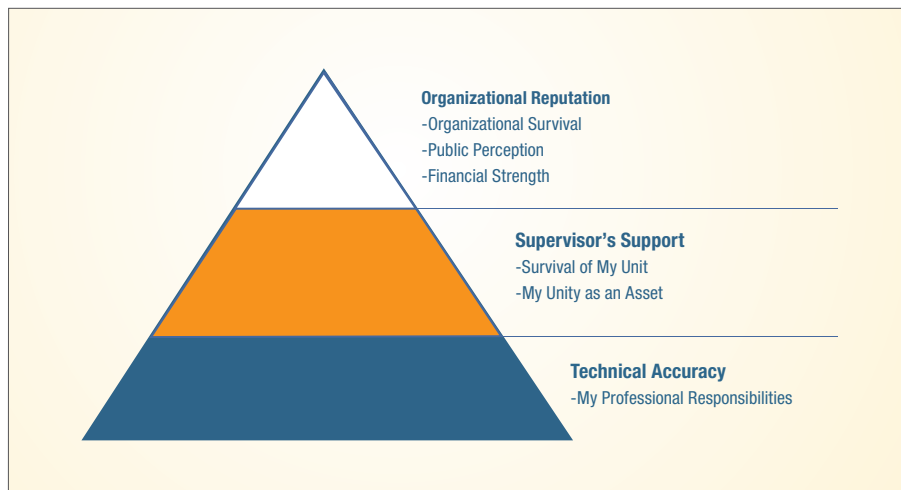 Organizational Reputation
-Organizational Survival
-Public Perception
-Financial Strength
Supervisor's Support
-Survival of My Unit
-My Unity as an Asset
Technical Accuracy
-My Professional Responsibilities